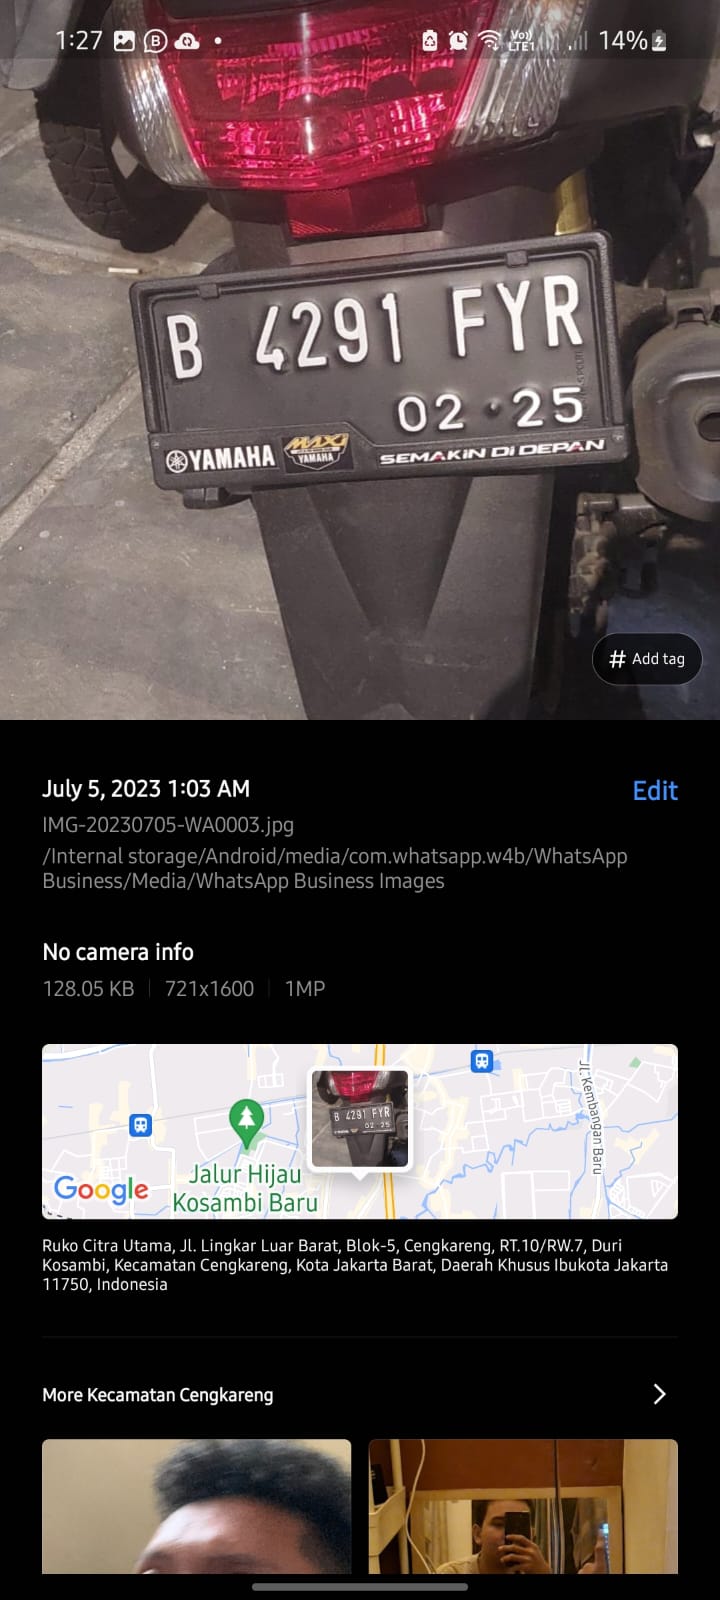 1:27
Vo)) LTE1
14%
B 4291 FYR
02 · 25
YAMAHA
MAXI
YAMAHA
SEMAKIN Di DEPAN
# Add tag
July 5, 2023 1:03 AM
Edit
IMG-20230705-WA0003.jpg
/Internal storage/Android/media/com.whatsapp.w4b/WhatsApp
Business/Media/WhatsApp Business Images
No camera info
128.05 KB
721x1600
1MP
Jl. Kembangan Baru
B 4291 FYR
02 25
Jalur Hijau
Kosambi Baru
Google
Ruko Citra Utama, Jl. Lingkar Luar Barat, Blok-5, Cengkareng, RT.10/RW.7, Duri
Kosambi, Kecamatan Cengkareng, Kota Jakarta Barat, Daerah Khusus Ibukota Jakarta
11750, Indonesia
More Kecamatan Cengkareng